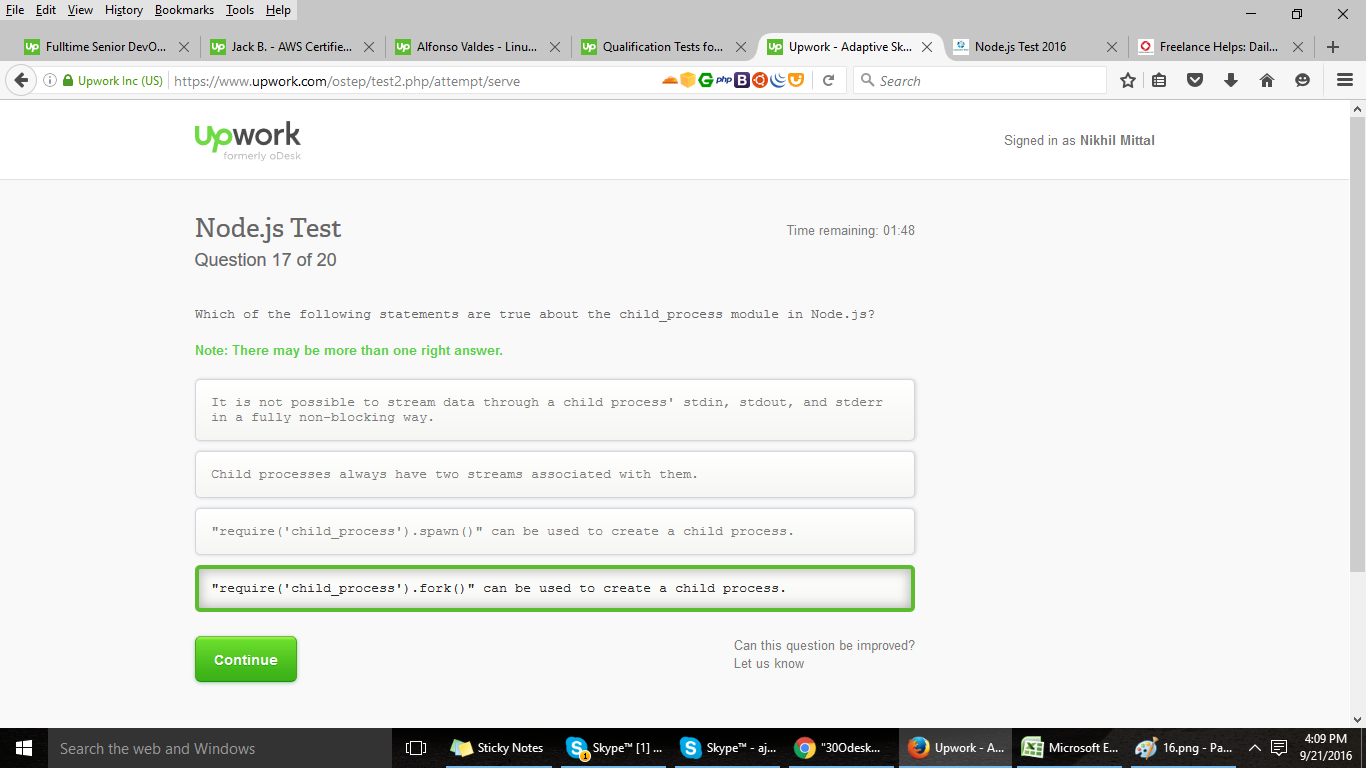 File Edit View History Bookmarks Tools Help
Fulltime Senior DevO...
Jack B. - AWS Certifie...
Alfonso Valdes - Linu...
Qualification Tests fo...
Upwork - Adaptive Sk...
Node.js Test 2016
Freelance Helps: Dail...
Upwork Inc (US) https://www.upwork.com/ostep/test2.php/attempt/serve php B Search
upwork
formerly oDesk
Signed in as Nikhil Mittal
Node.js Test
Time remaining: 01:48
Question 17 of 20
Which of the following statements are true about the child_process module in Node.js?
Note: There may be more than one right answer.
It is not possible to stream data through a child process' stdin, stdout, and stderr
in a fully non-blocking way.
Child processes always have two streams associated with them.
"require('child_process').spawn()" can be used to create a child process.
"require('child_process').fork()" can be used to create a child process.
Continue
Can this question be improved?
Let us know
Search the web and Windows
Sticky Notes
Skype™ [1] ...
Skype™ - aj...
"30Odesk...
Upwork - A...
Microsoft E...
16.png - Pa...
4:09 PM
9/21/2016